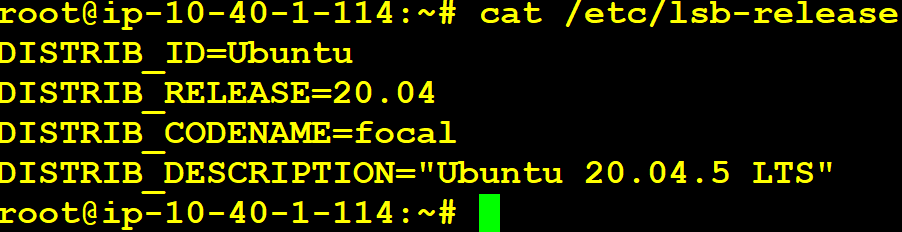 root@ip-10-40-1-114:~# cat /etc/lsb-release
DISTRIB_ID=Ubuntu
DISTRIB_RELEASE=20.04
DISTRIB_CODENAME=focal
DISTRIB_DESCRIPTION="Ubuntu 20.04.5 LTS"
root@ip-10-40-1-114:~#